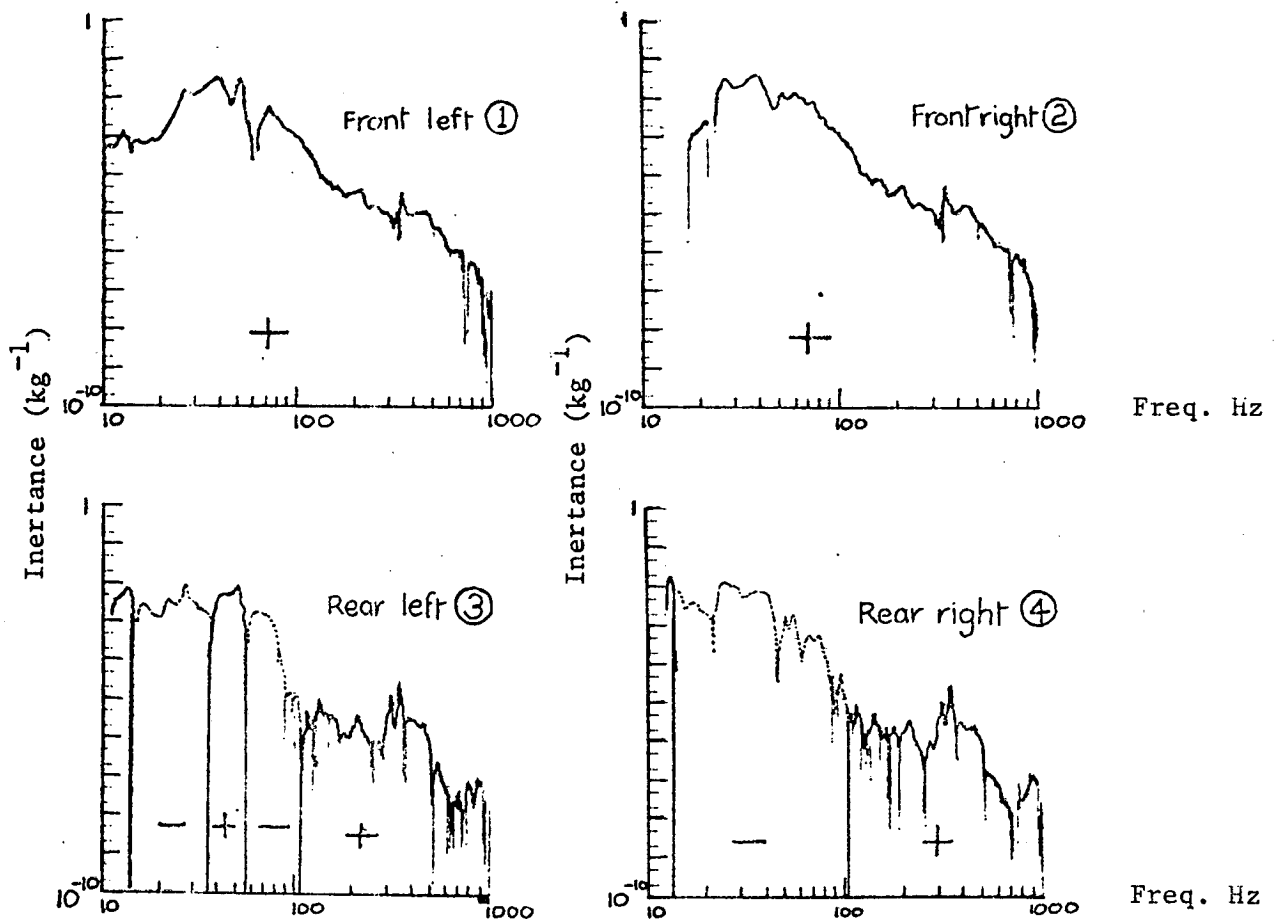 1
1
Front left ①
Front right ②
+
+
10⁻¹⁰
10⁻¹⁰
10 100 1000
10 100 1000
Freq. Hz
Inertance (kg⁻¹)
Inertance (kg⁻¹)
1
1
Rear left ③
Rear right ④
− + − +
− +
10⁻¹⁰
10⁻¹⁰
10 100 1000
10 100 1000
Freq. Hz